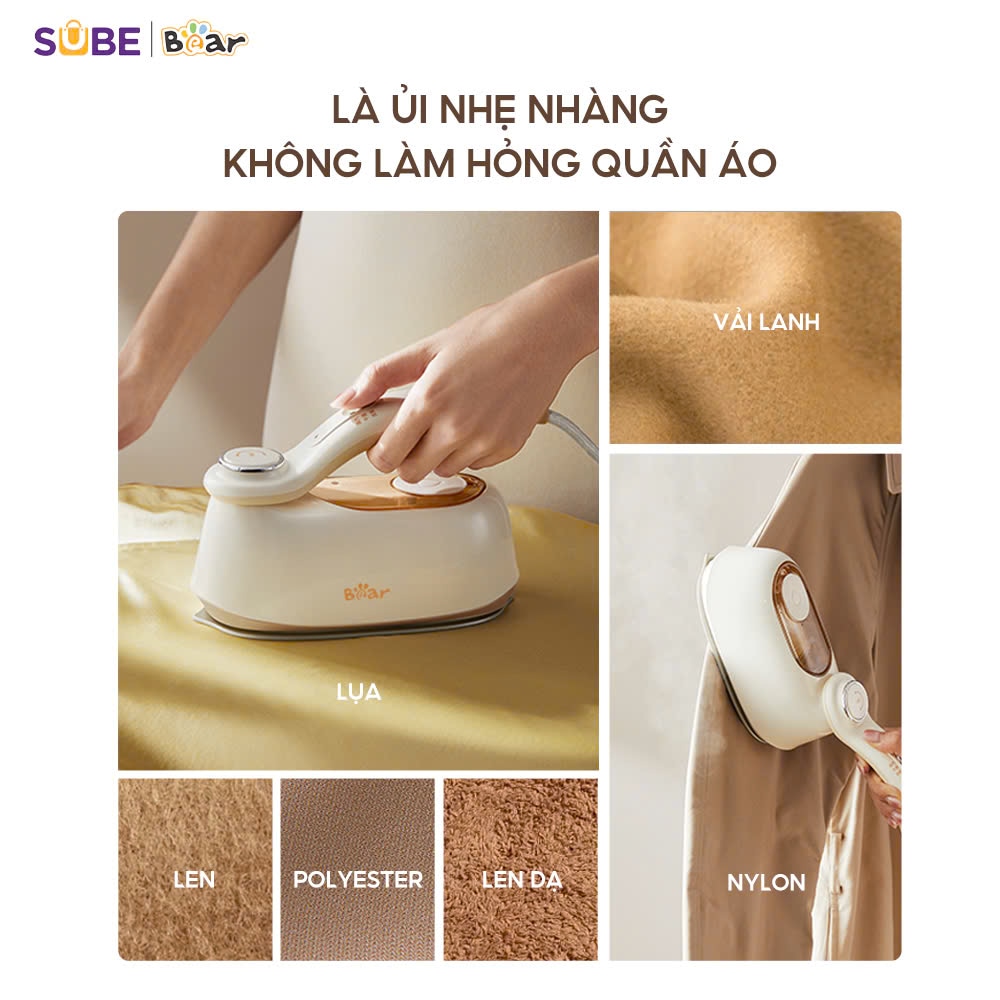 SUBE | Bear
LÀ ỦI NHẸ NHÀNG
KHÔNG LÀM HỎNG QUẦN ÁO
VẢI LANH
Bear
LỤA
LEN
POLYESTER
LEN DẠ
NYLON